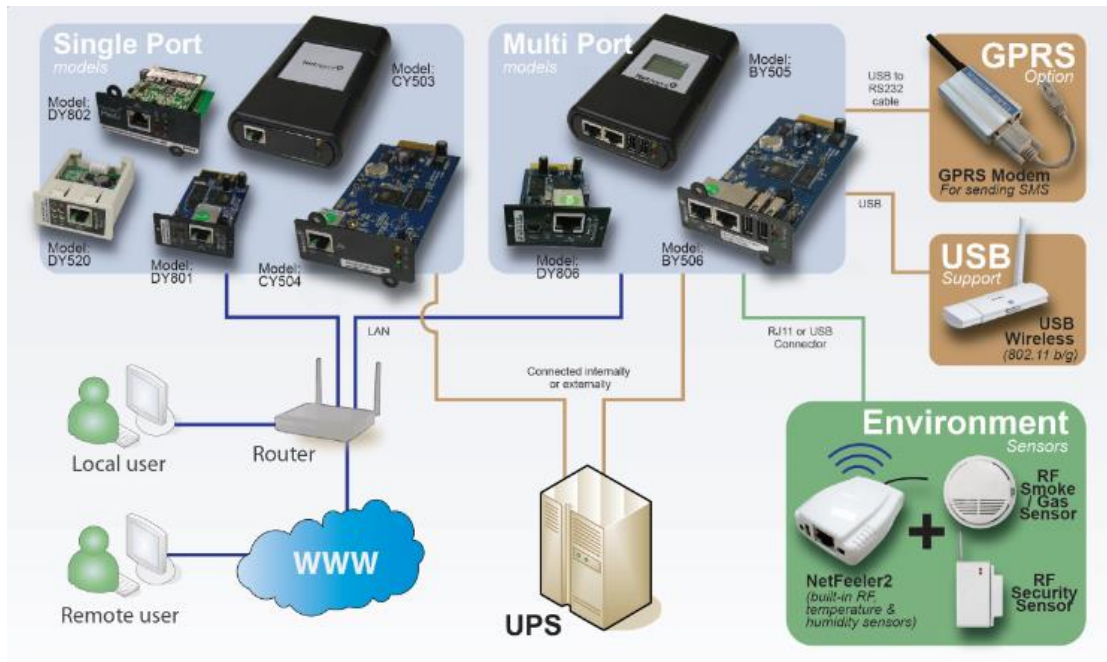 Single Port
models
Model:
DY802
Model:
CY503
Model:
DY520
Model:
DY801
Model:
CY504
Multi Port
models
Model:
BY505
Model:
DY806
Model:
BY506
USB to
RS232
cable
GPRS
Option
GPRS Modem
For sending SMS
USB
USB
Support
USB
Wireless
(802.11 b/g)
LAN
RJ11 or USB
Connector
Connected internally
or externally
Local user
Router
Remote user
WWW
UPS
Environment
Sensors
NetFeeler2
(built-in RF,
temperature &
humidity sensors)
+
RF
Smoke
/ Gas
Sensor
RF
Security
Sensor